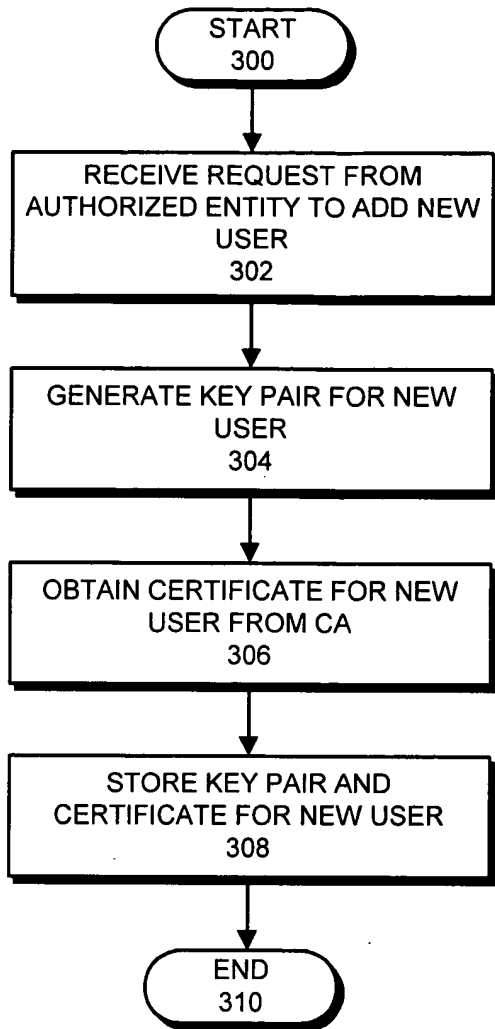 START
300
RECEIVE REQUEST FROM
AUTHORIZED ENTITY TO ADD NEW
USER
302
GENERATE KEY PAIR FOR NEW
USER
304
OBTAIN CERTIFICATE FOR NEW
USER FROM CA
306
STORE KEY PAIR AND
CERTIFICATE FOR NEW USER
308
END
310